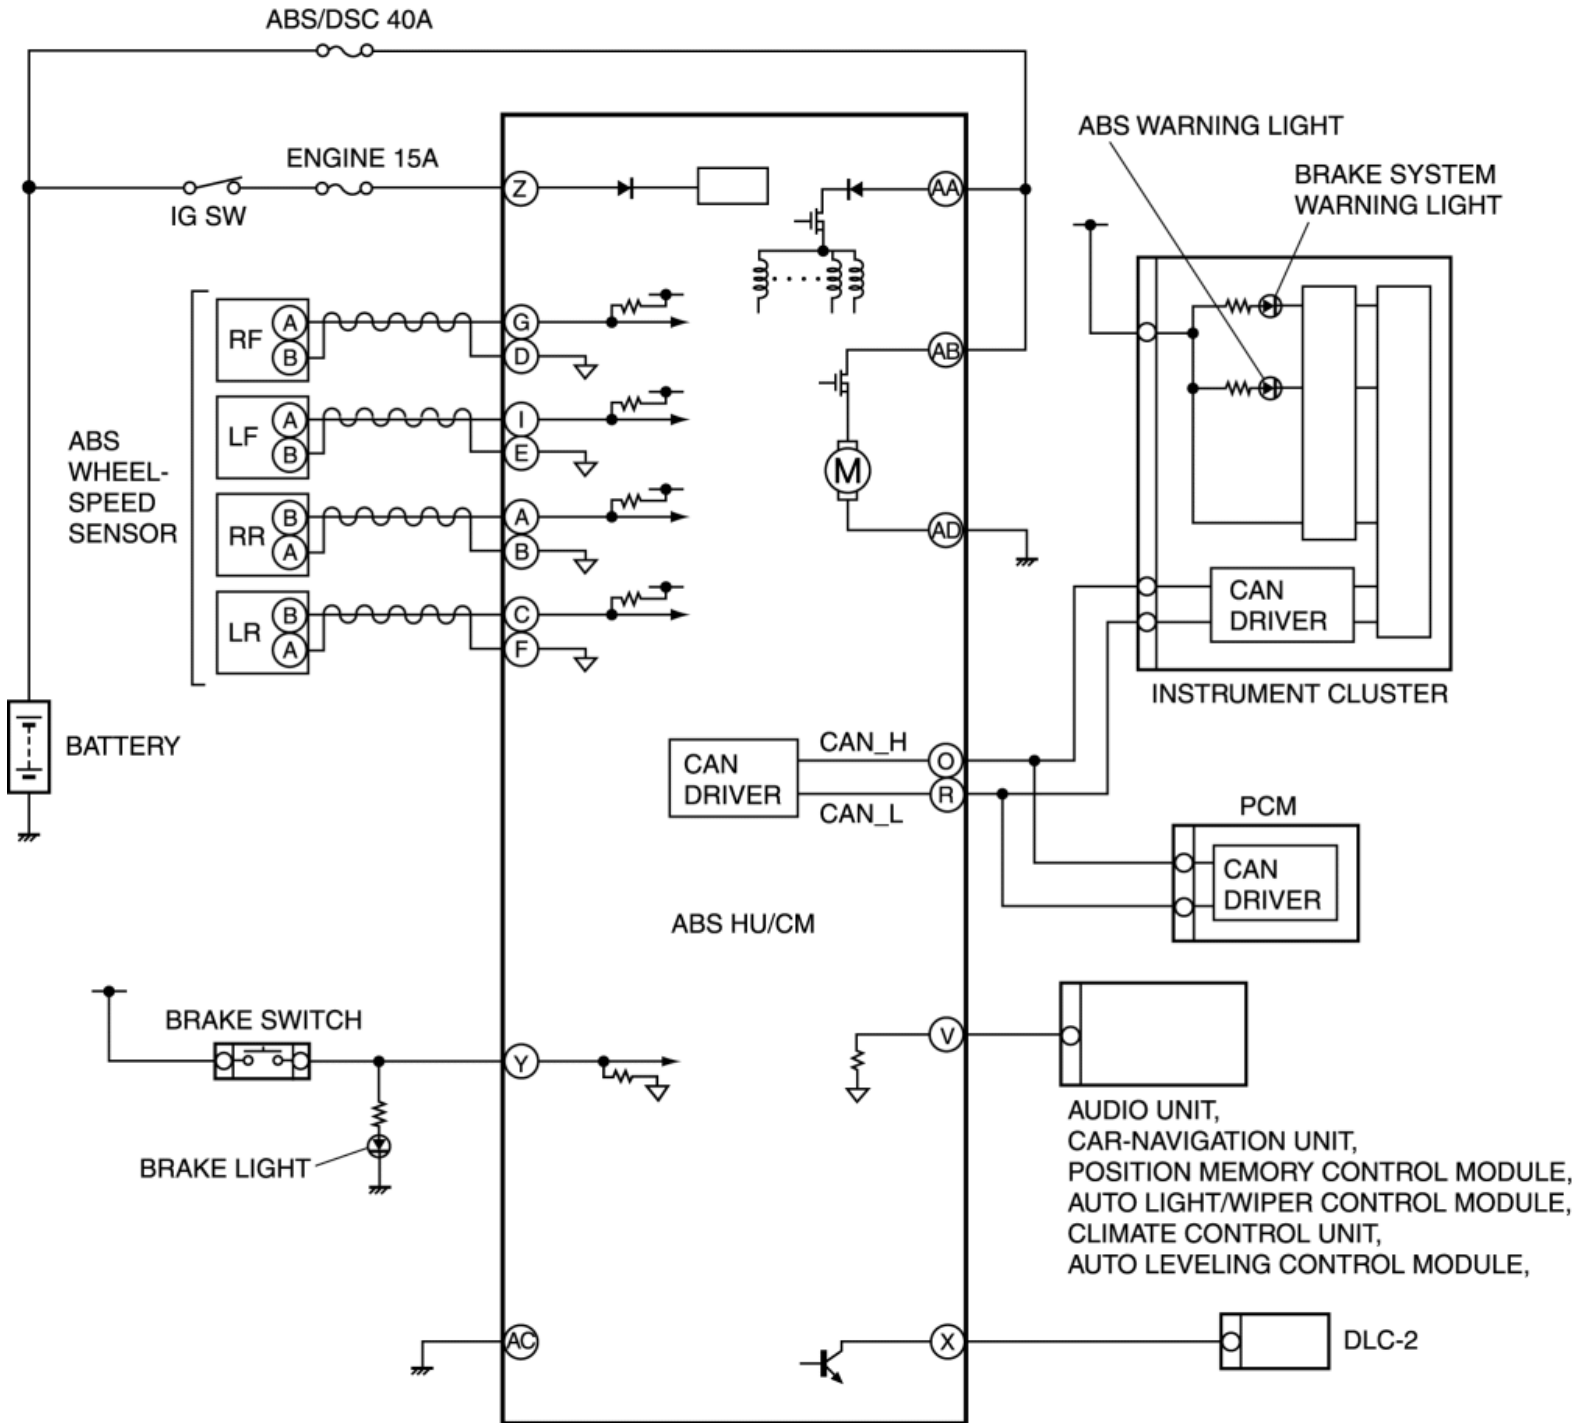 ABS/DSC 40A
ENGINE 15A
IG SW
Z
AA
ABS WARNING LIGHT
BRAKE SYSTEM
WARNING LIGHT
ABS
WHEEL-
SPEED
SENSOR
RF
A
B
G
D
LF
A
B
I
E
RR
B
A
A
B
LR
B
A
C
F
AB
M
AD
CAN
DRIVER
INSTRUMENT CLUSTER
BATTERY
CAN
DRIVER
CAN_H
CAN_L
O
R
PCM
CAN
DRIVER
ABS HU/CM
BRAKE SWITCH
Y
BRAKE LIGHT
V
AUDIO UNIT,
CAR-NAVIGATION UNIT,
POSITION MEMORY CONTROL MODULE,
AUTO LIGHT/WIPER CONTROL MODULE,
CLIMATE CONTROL UNIT,
AUTO LEVELING CONTROL MODULE,
AC
X
DLC-2